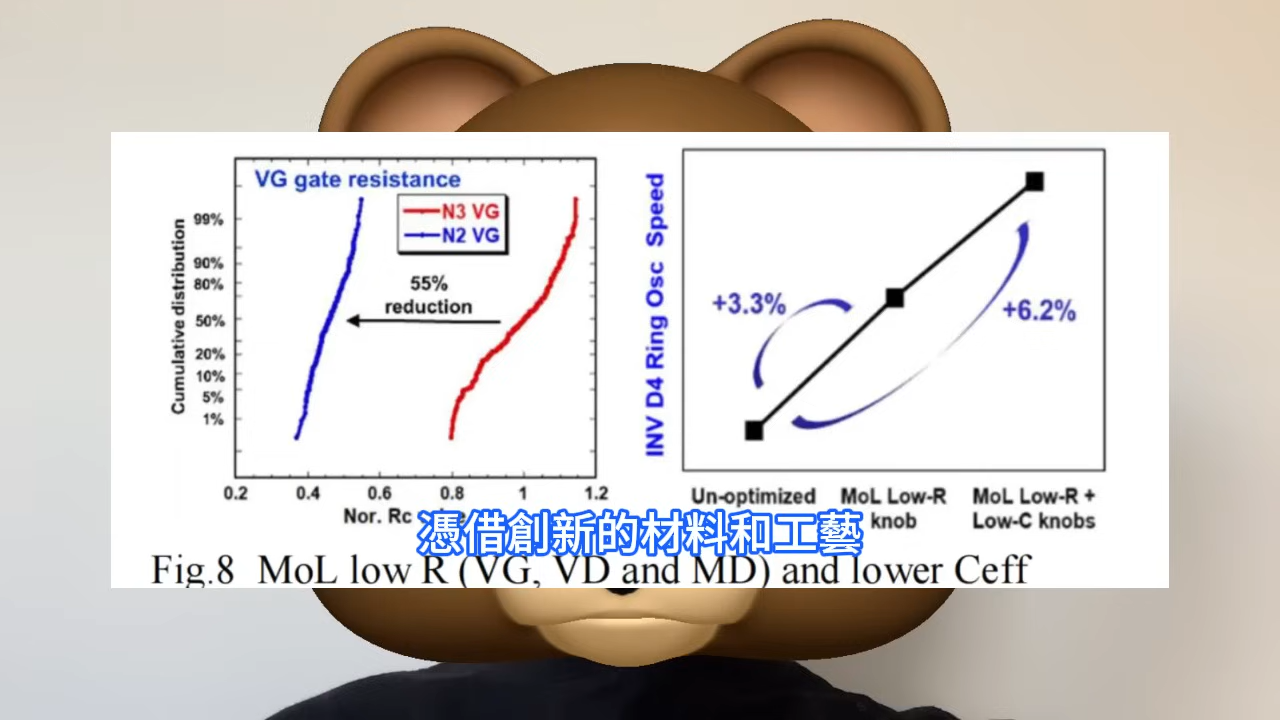 VG gate resistance
N3 VG
N2 VG
55%
reduction
Cumulative distribution
99%
90%
80%
50%
20%
10%
5%
1%
0.2 0.4 0.6 0.8 1 1.2
Nor. Rc
INV D4 Ring Osc Speed
+3.3%
+6.2%
Un-optimized
MoL Low-R
knob
MoL Low-R +
Low-C knobs
憑借創新的材料和工藝
Fig.8 MoL low R (VG, VD and MD) and lower Ceff